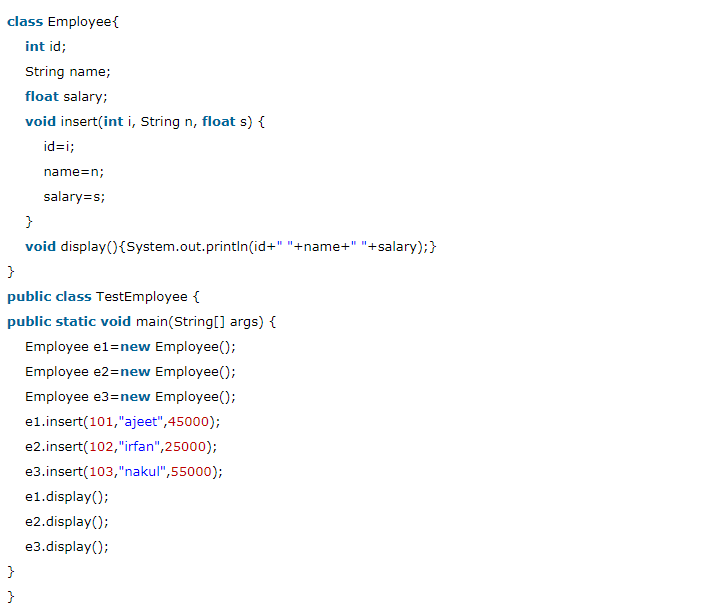 class Employee{
int id;
String name;
float salary;
void insert(int i, String n, float s) {
id=i;
name=n;
salary=s;
}
void display(){System.out.println(id+" "+name+" "+salary);}
}
public class TestEmployee {
public static void main(String[] args) {
Employee e1=new Employee();
Employee e2=new Employee();
Employee e3=new Employee();
e1.insert(101,"ajeet",45000);
e2.insert(102,"irfan",25000);
e3.insert(103,"nakul",55000);
e1.display();
e2.display();
e3.display();
}
}